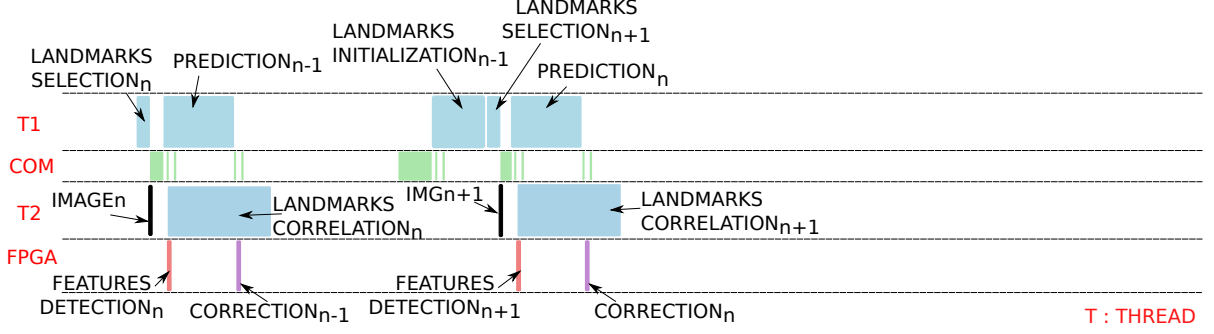 LANDMARKS
SELECTIONn+1
LANDMARKS
INITIALIZATIONn-1
LANDMARKS
SELECTIONn
PREDICTIONn-1
PREDICTIONn
T1
COM
T2
IMAGEn
LANDMARKS
CORRELATIONn
IMGn+1
LANDMARKS
CORRELATIONn+1
FPGA
FEATURES
DETECTIONn
CORRECTIONn-1
FEATURES
DETECTIONn+1
CORRECTIONn
T : THREAD